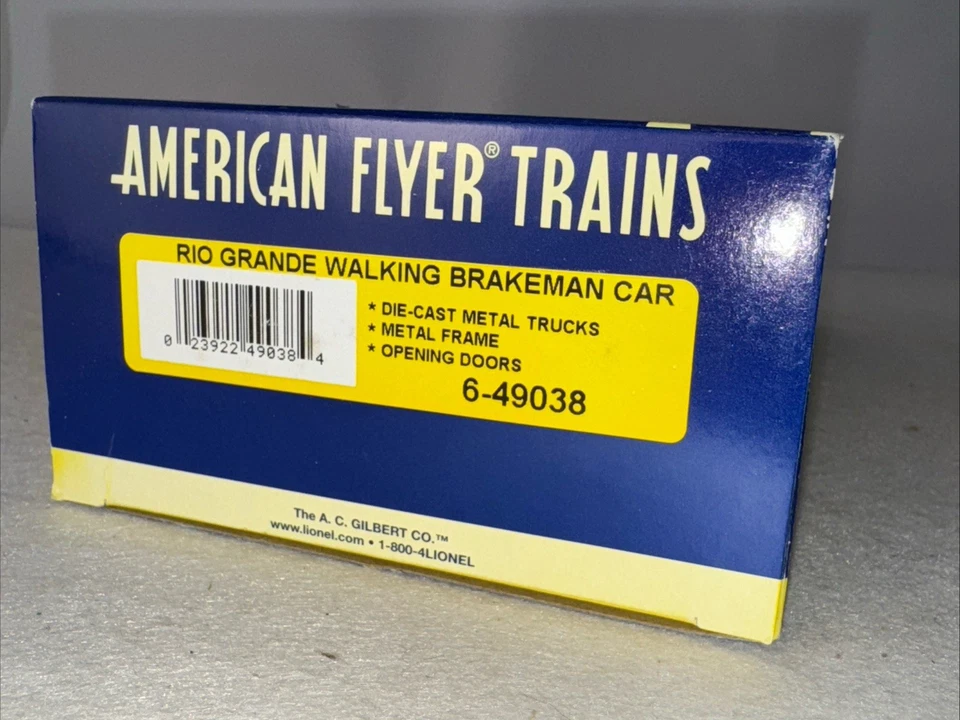 AMERICAN FLYER® TRAINS
RIO GRANDE WALKING BRAKEMAN CAR
* DIE-CAST METAL TRUCKS
* METAL FRAME
* OPENING DOORS
0 23922 49038 4
6-49038
The A. C. GILBERT CO.™
www.lionel.com • 1-800-4LIONEL